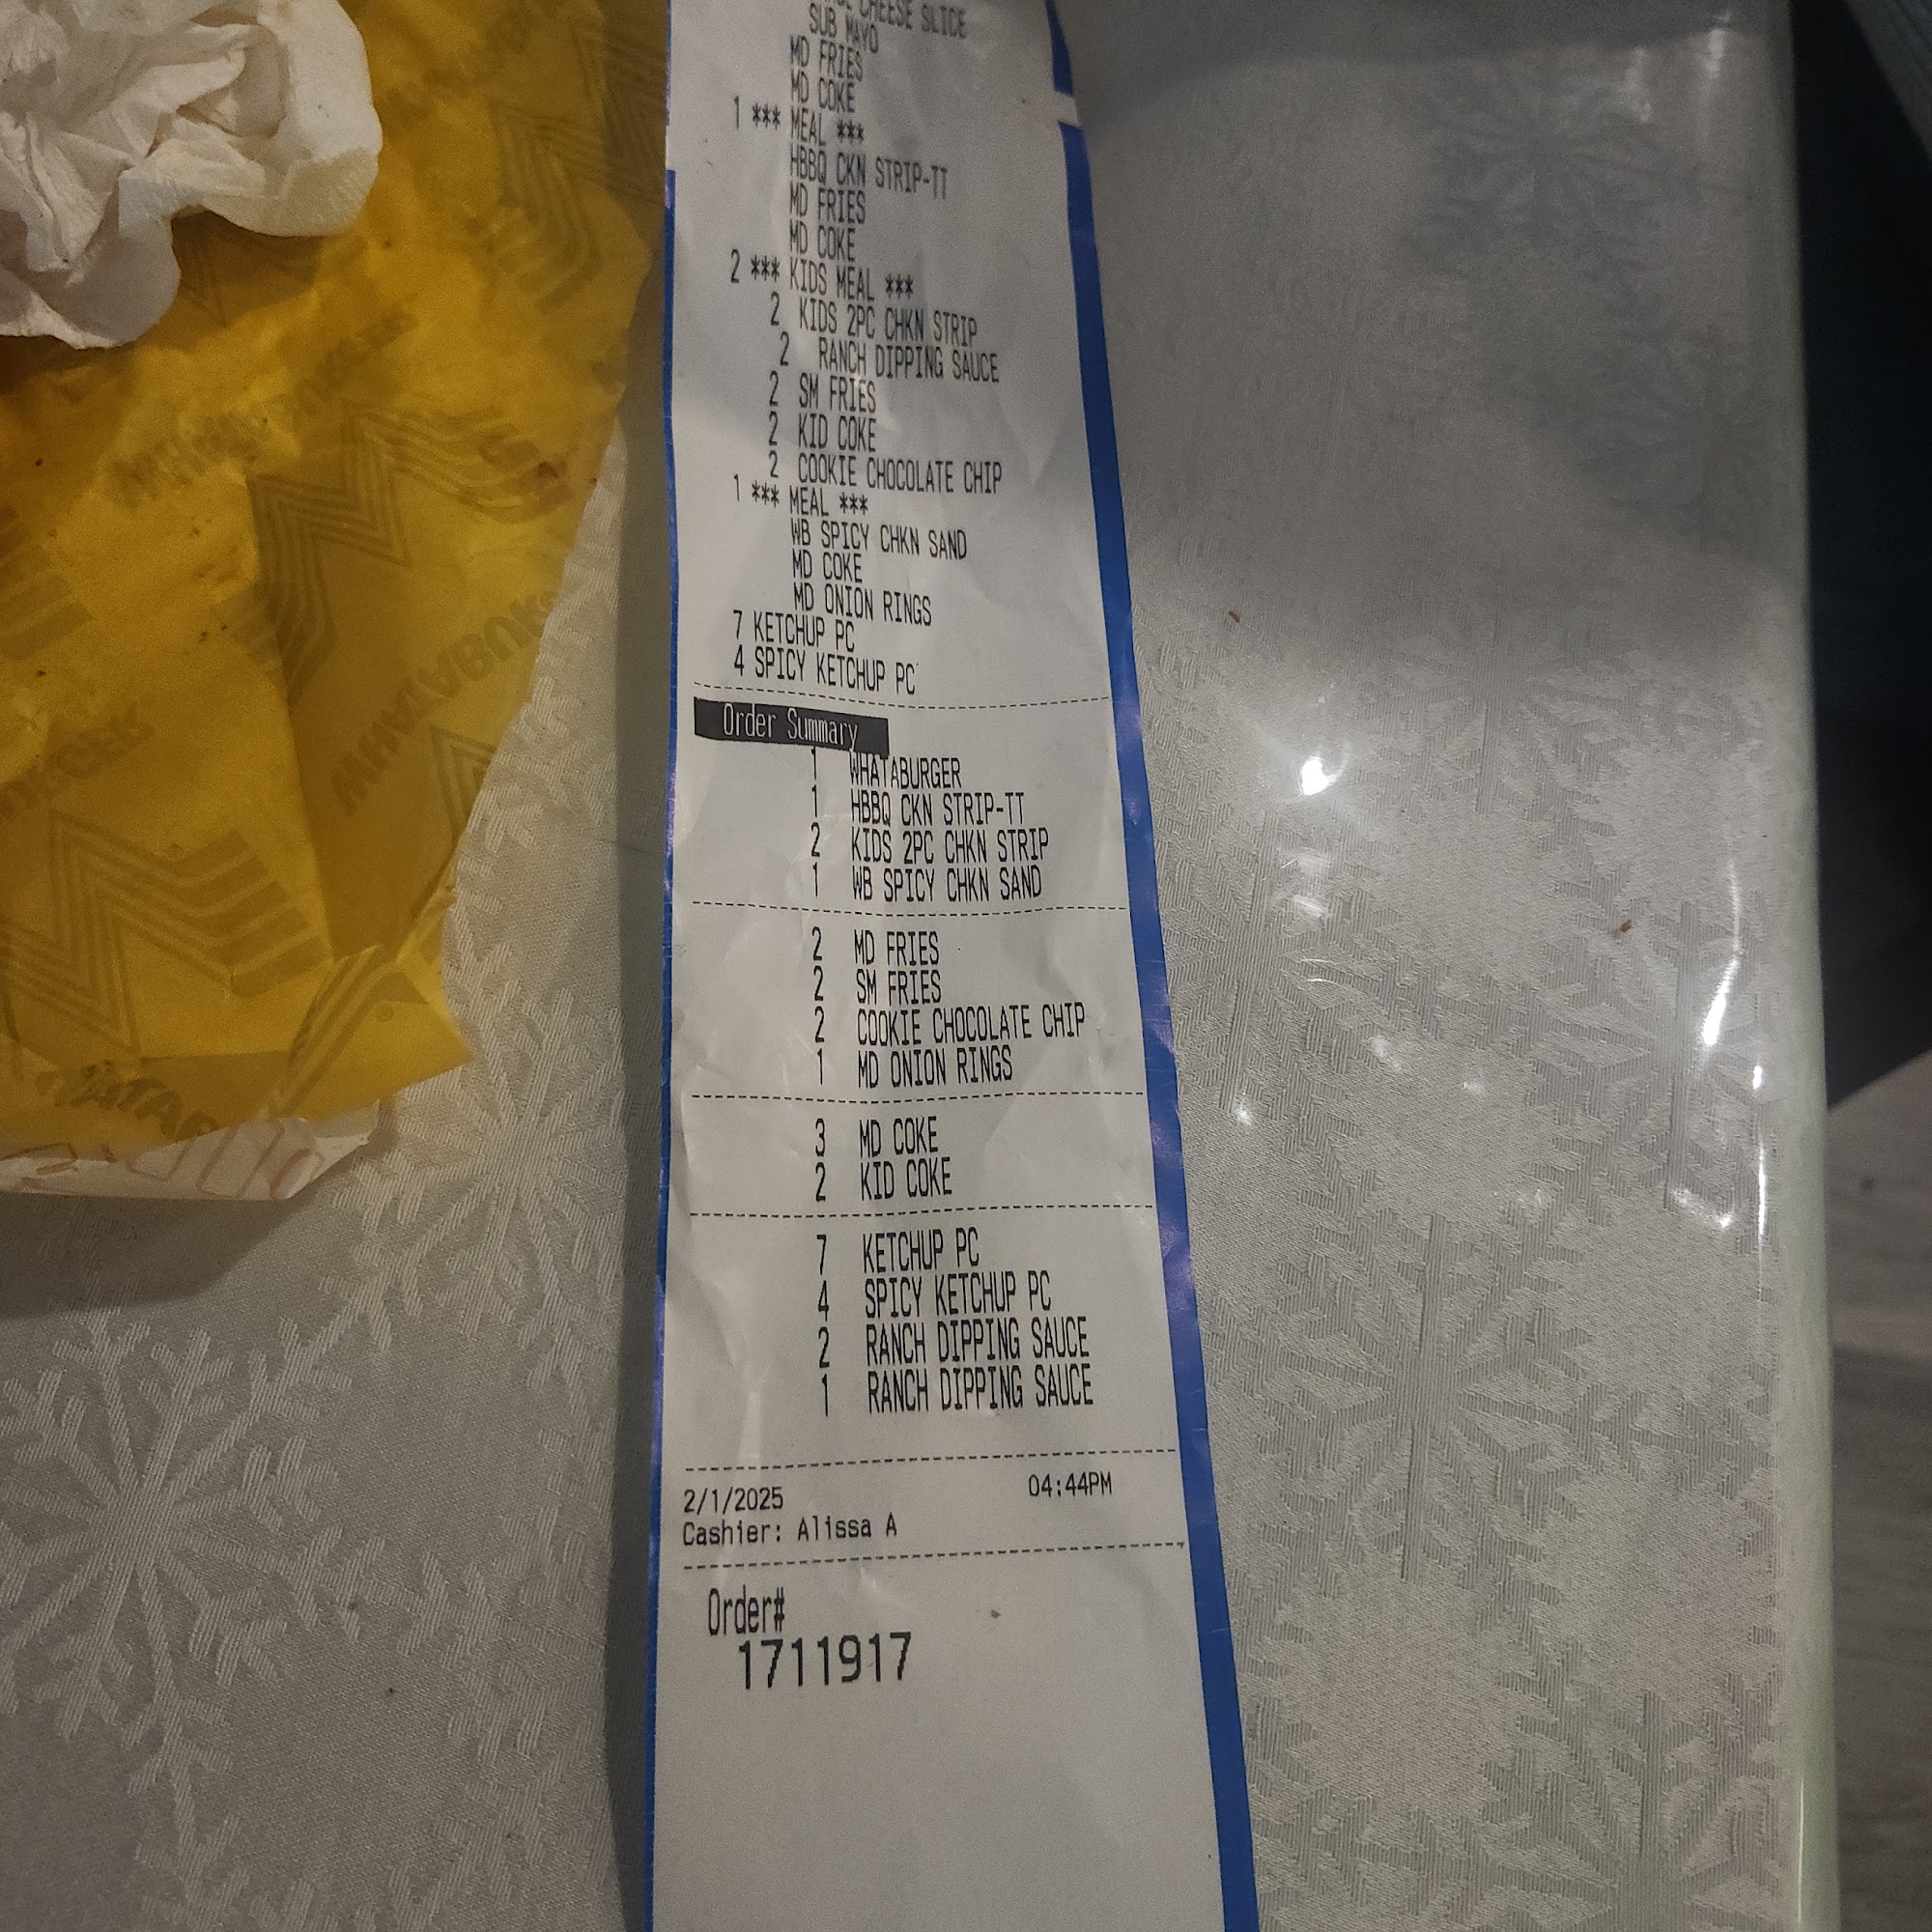 CHEESE SLICE
SUB MAYO
MD FRIES
MD COKE
1 *** MEAL ***
HBBQ CKN STRIP-TT
MD FRIES
MD COKE
2 *** KIDS MEAL ***
2 KIDS 2PC CHKN STRIP
2 RANCH DIPPING SAUCE
2 SM FRIES
2 KID COKE
2 COOKIE CHOCOLATE CHIP
1 *** MEAL ***
WB SPICY CHKN SAND
MD COKE
MD ONION RINGS
7 KETCHUP PC
4 SPICY KETCHUP PC
Order Summary
1 WHATABURGER
1 HBBQ CKN STRIP-TT
2 KIDS 2PC CHKN STRIP
1 WB SPICY CHKN SAND
2 MD FRIES
2 SM FRIES
2 COOKIE CHOCOLATE CHIP
1 MD ONION RINGS
3 MD COKE
2 KID COKE
7 KETCHUP PC
4 SPICY KETCHUP PC
2 RANCH DIPPING SAUCE
1 RANCH DIPPING SAUCE
2/1/2025 04:44PM
Cashier: Alissa A
Order#
1711917